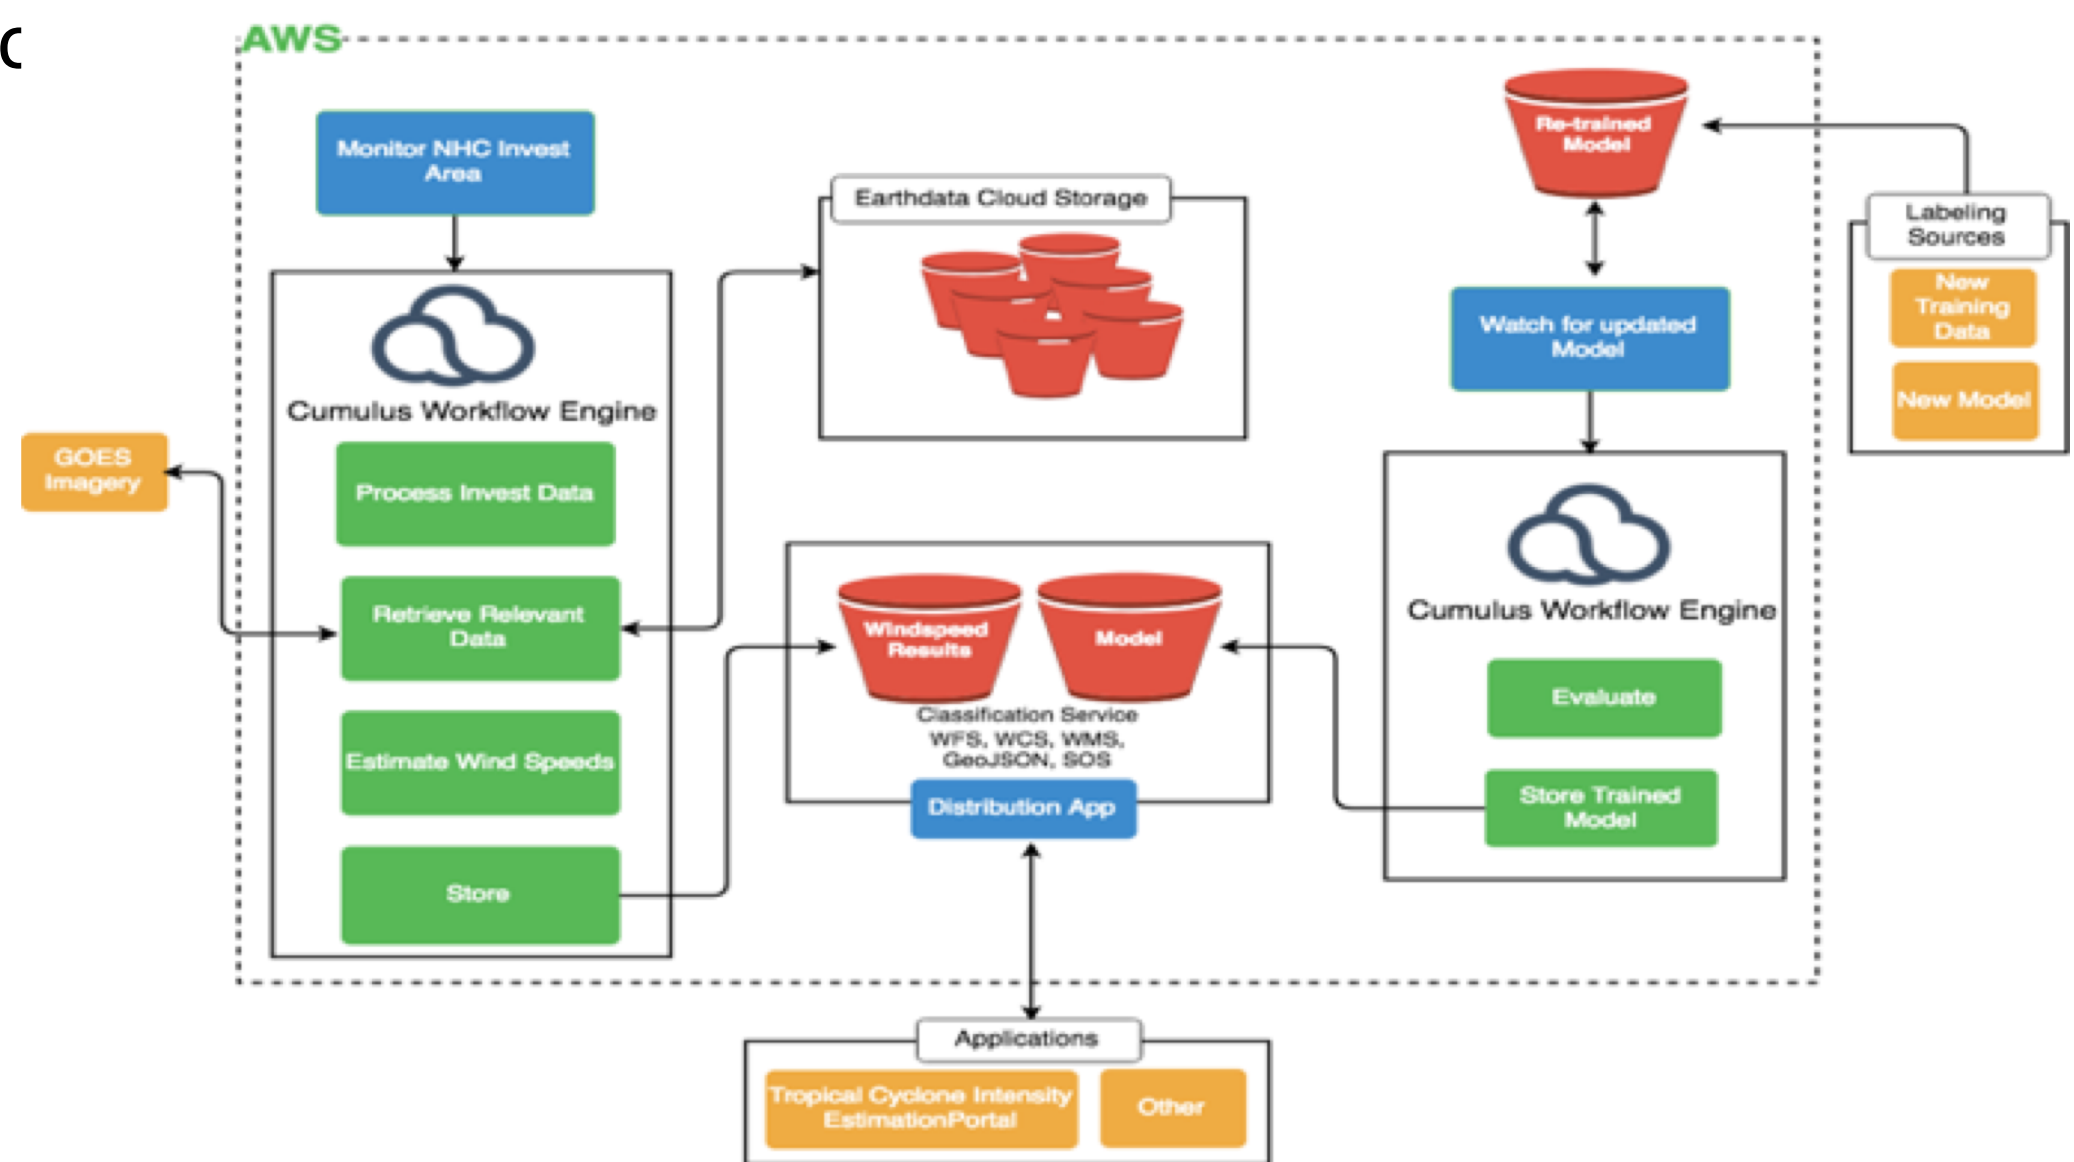 C
AWS
Monitor NHC Invest
Area
Cumulus Workflow Engine
Process Invest Data
Retrieve Relevant
Data
Estimate Wind Speeds
Store
GOES
Imagery
Earthdata Cloud Storage
Windspeed
Results
Model
Classification Service
WFS, WCS, WMS,
GeoJSON, SOS
Distribution App
Applications
Tropical Cyclone Intensity
EstimationPortal
Other
Re-trained
Model
Watch for updated
Model
Cumulus Workflow Engine
Evaluate
Store Trained
Model
Labeling
Sources
New
Training
Data
New Model